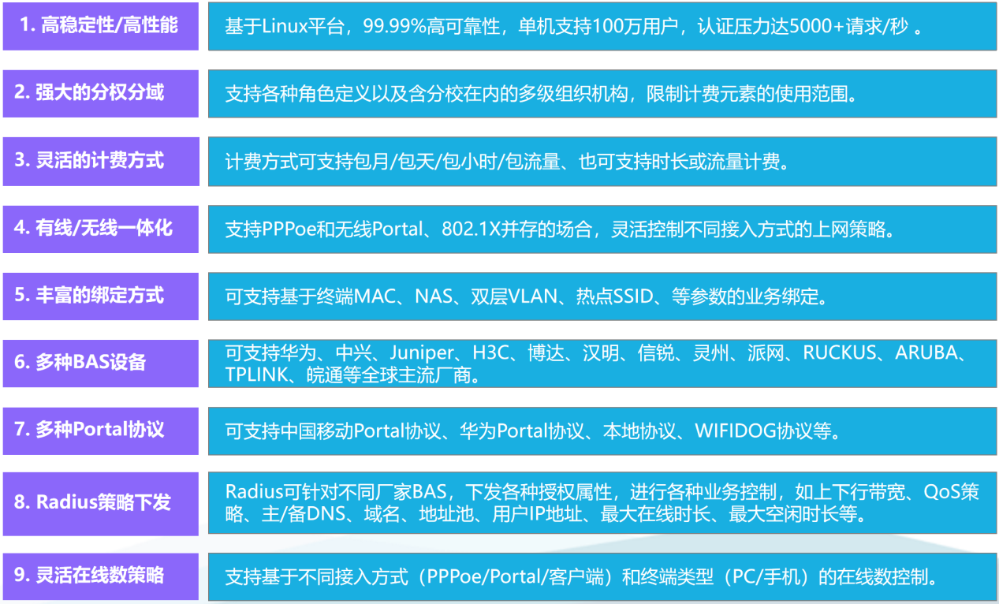 1. 高稳定性/高性能
基于Linux平台，99.99%高可靠性，单机支持100万用户，认证压力达5000+请求/秒 。
2. 强大的分权分域
支持各种角色定义以及含分校在内的多级组织机构，限制计费元素的使用范围。
3. 灵活的计费方式
计费方式可支持包月/包天/包小时/包流量、也可支持时长或流量计费。
4. 有线/无线一体化
支持PPPoe和无线Portal、802.1X并存的场合，灵活控制不同接入方式的上网策略。
5. 丰富的绑定方式
可支持基于终端MAC、NAS、双层VLAN、热点SSID、等参数的业务绑定。
6. 多种BAS设备
可支持华为、中兴、Juniper、H3C、博达、汉明、信锐、灵州、派网、RUCKUS、ARUBA、
TPLINK、皖通等全球主流厂商。
7. 多种Portal协议
可支持中国移动Portal协议、华为Portal协议、本地协议、WIFIDOG协议等。
8. Radius策略下发
Radius可针对不同厂家BAS，下发各种授权属性，进行各种业务控制，如上下行带宽、QoS策
略、主/备DNS、域名、地址池、用户IP地址、最大在线时长、最大空闲时长等。
9. 灵活在线数策略
支持基于不同接入方式（PPPoe/Portal/客户端）和终端类型（PC/手机）的在线数控制。